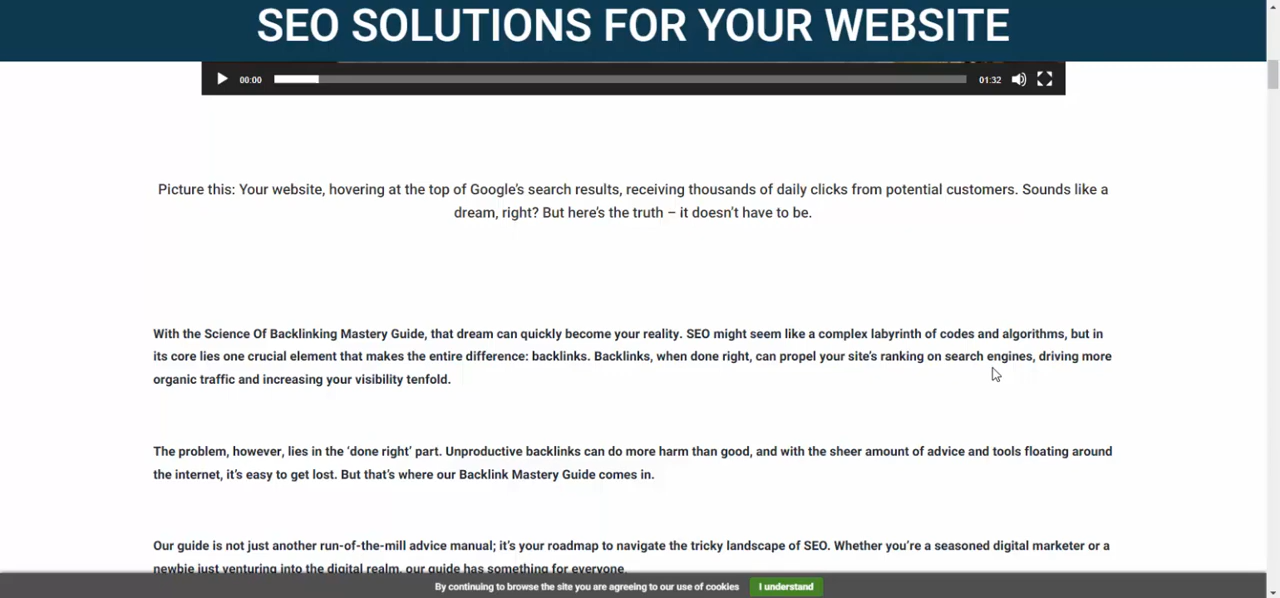 SEO SOLUTIONS FOR YOUR WEBSITE
00:00 01:32
Picture this: Your website, hovering at the top of Google’s search results, receiving thousands of daily clicks from potential customers. Sounds like a
dream, right? But here’s the truth – it doesn’t have to be.
With the Science Of Backlinking Mastery Guide, that dream can quickly become your reality. SEO might seem like a complex labyrinth of codes and algorithms, but in
its core lies one crucial element that makes the entire difference: backlinks. Backlinks, when done right, can propel your site’s ranking on search engines, driving more
organic traffic and increasing your visibility tenfold.
The problem, however, lies in the ‘done right’ part. Unproductive backlinks can do more harm than good, and with the sheer amount of advice and tools floating around
the internet, it’s easy to get lost. But that’s where our Backlink Mastery Guide comes in.
Our guide is not just another run-of-the-mill advice manual; it’s your roadmap to navigate the tricky landscape of SEO. Whether you’re a seasoned digital marketer or a
newbie just venturing into the digital realm, our guide has something for everyone.
By continuing to browse the site you are agreeing to our use of cookies I understand